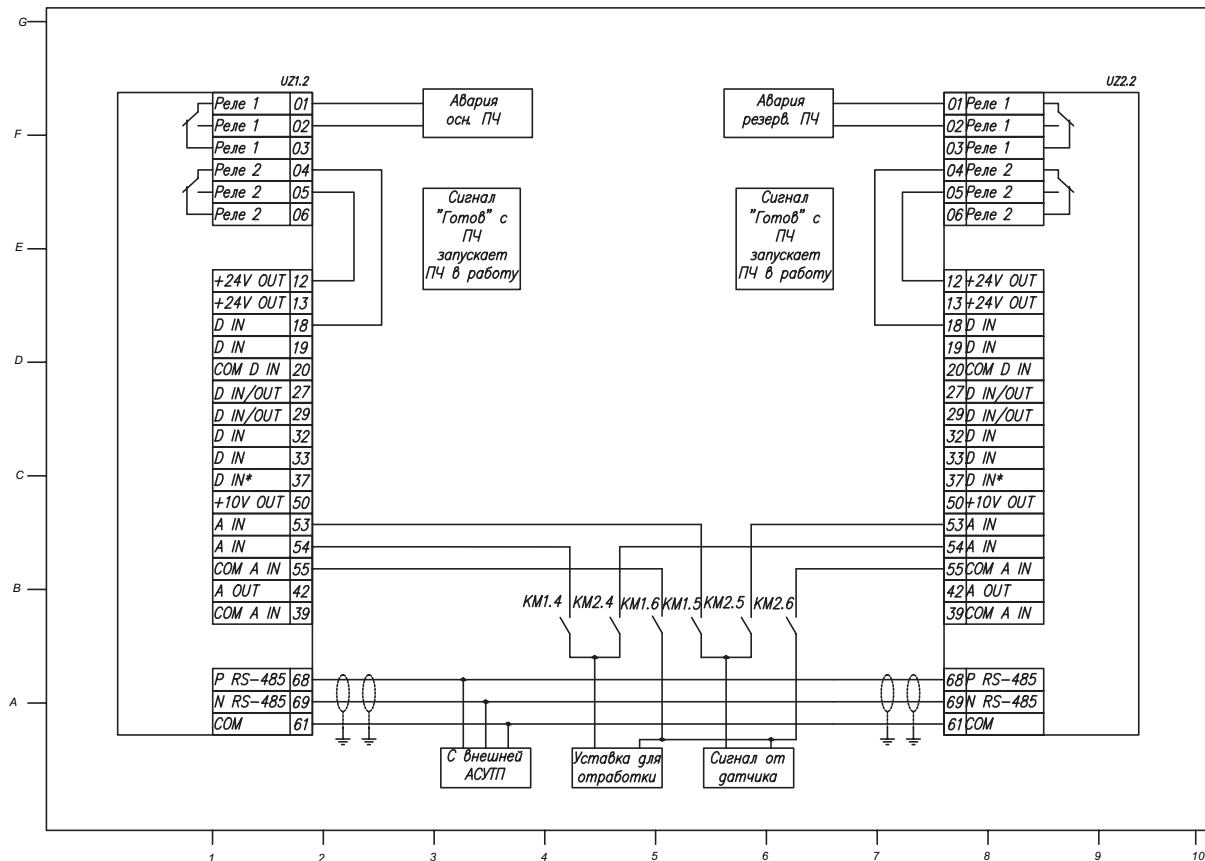 G
F
E
D
C
B
A
UZ1.2
Реле 1 01
Реле 1 02
Реле 1 03
Реле 2 04
Реле 2 05
Реле 2 06
+24V OUT 12
+24V OUT 13
D IN 18
D IN 19
COM D IN 20
D IN/OUT 27
D IN/OUT 29
D IN 32
D IN 33
D IN* 37
+10V OUT 50
A IN 53
A IN 54
COM A IN 55
A OUT 42
COM A IN 39
P RS-485 68
N RS-485 69
COM 61
Авария
осн. ПЧ
Сигнал
"Готов" с
ПЧ
запускает
ПЧ в работу
Авария
резерв. ПЧ
Сигнал
"Готов" с
ПЧ
запускает
ПЧ в работу
KM1.4 KM2.4 KM1.6 KM1.5 KM2.5 KM2.6
С внешней
АСУТП
Уставка для
отработки
Сигнал от
датчика
UZ2.2
01 Реле 1
02 Реле 1
03 Реле 1
04 Реле 2
05 Реле 2
06 Реле 2
12 +24V OUT
13 +24V OUT
18 D IN
19 D IN
20 COM D IN
27 D IN/OUT
29 D IN/OUT
32 D IN
33 D IN
37 D IN*
50 +10V OUT
53 A IN
54 A IN
55 COM A IN
42 A OUT
39 COM A IN
68 P RS-485
69 N RS-485
61 COM
1 2 3 4 5 6 7 8 9 10